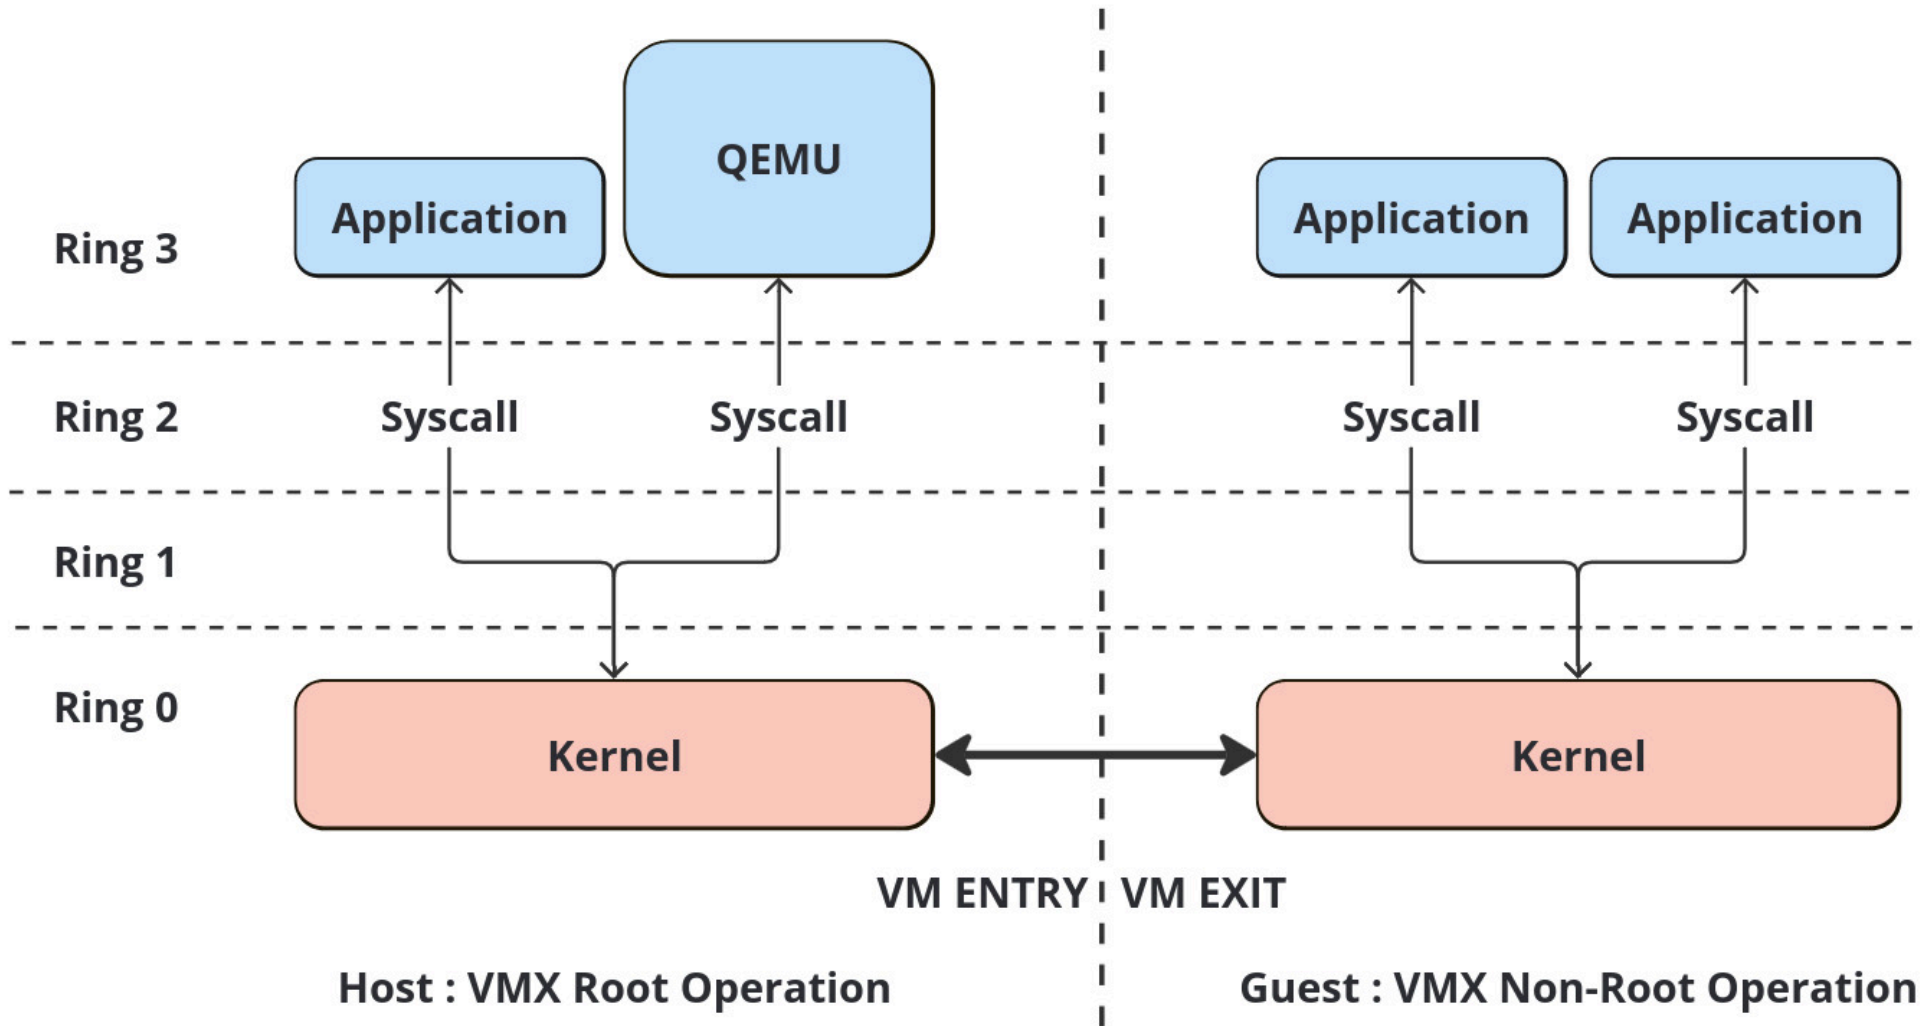 QEMU
Application
Application
Application
Ring 3
Ring 2
Syscall
Syscall
Syscall
Syscall
Ring 1
Ring 0
Kernel
Kernel
VM ENTRY
VM EXIT
Host : VMX Root Operation
Guest : VMX Non-Root Operation